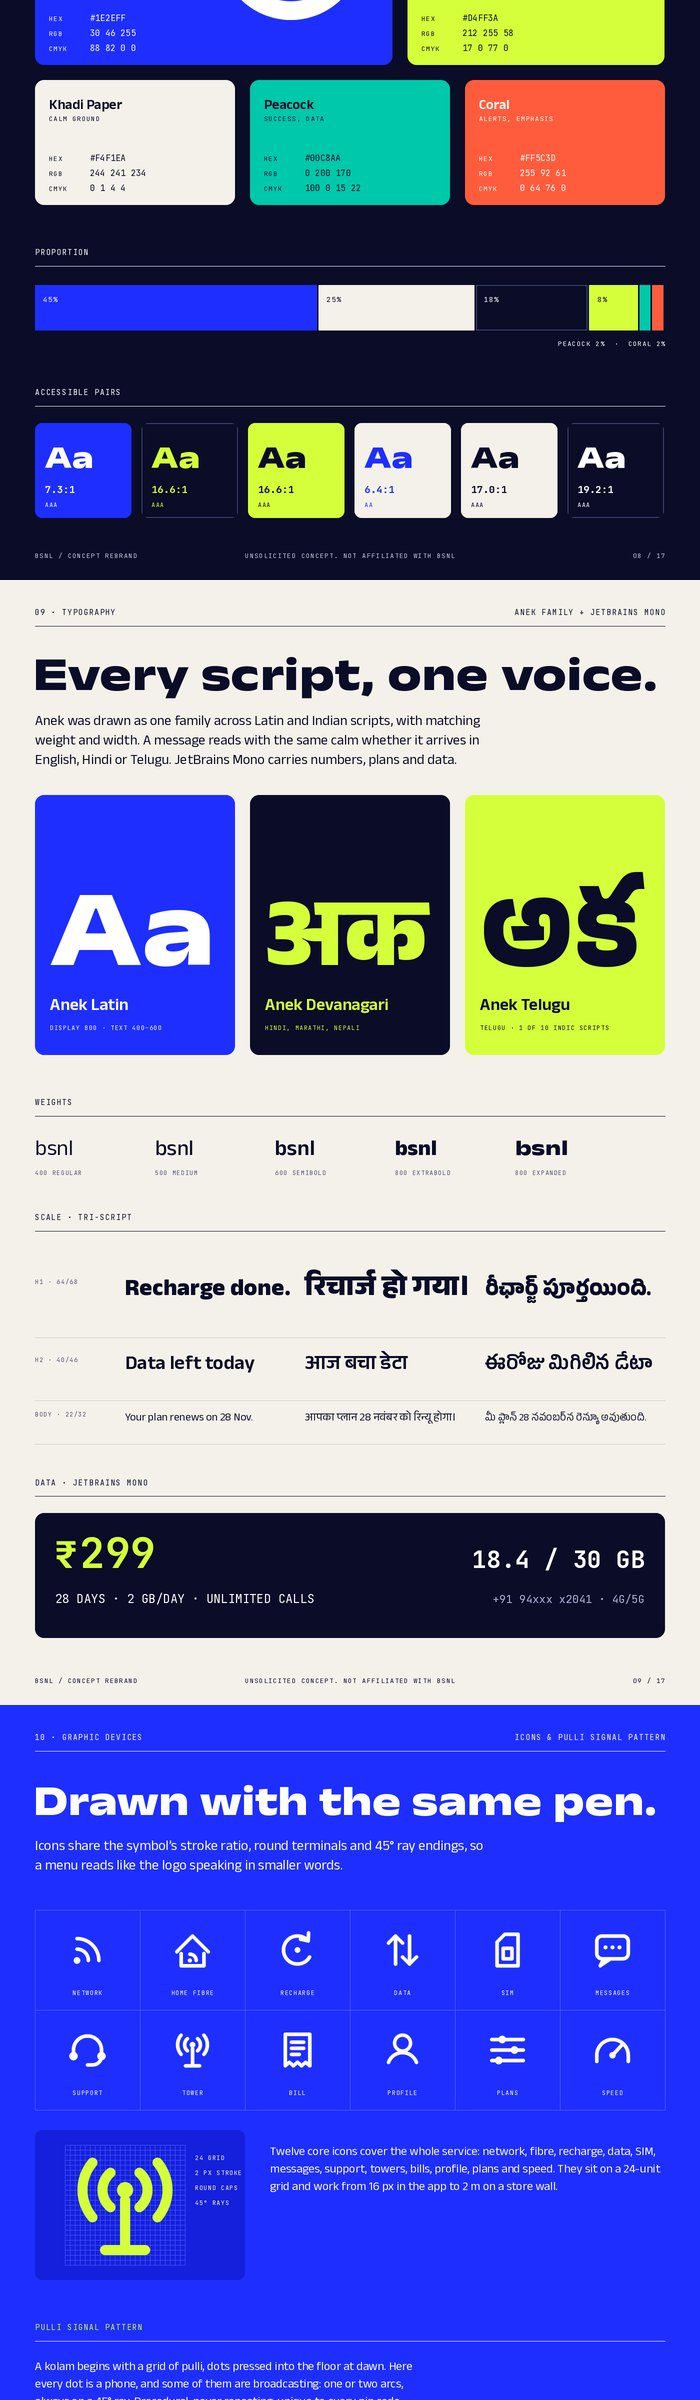 HEX #1E2EFF
RGB 30 46 255
CMYK 88 82 0 0
HEX #D4FF3A
RGB 212 255 58
CMYK 17 0 77 0
Khadi Paper
CALM GROUND
HEX #F4F1EA
RGB 244 241 234
CMYK 0 1 4 4
Peacock
SUCCESS, DATA
HEX #00C8AA
RGB 0 200 170
CMYK 100 0 15 22
Coral
ALERTS, EMPHASIS
HEX #FF5C3D
RGB 255 92 61
CMYK 0 64 76 0
PROPORTION
45% 25% 18% 8%
PEACOCK 2% · CORAL 2%
ACCESSIBLE PAIRS
Aa
7.3:1
AAA
Aa
16.6:1
AAA
Aa
16.6:1
AAA
Aa
6.4:1
AA
Aa
17.0:1
AAA
Aa
19.2:1
AAA
BSNL / CONCEPT REBRAND UNSOLICITED CONCEPT. NOT AFFILIATED WITH BSNL 08 / 17
09 · TYPOGRAPHY ANEK FAMILY + JETBRAINS MONO
Every script, one voice.
Anek was drawn as one family across Latin and Indian scripts, with matching
weight and width. A message reads with the same calm whether it arrives in
English, Hindi or Telugu. JetBrains Mono carries numbers, plans and data.
Aa
Anek Latin
DISPLAY 800 · TEXT 400–600
अक
Anek Devanagari
HINDI, MARATHI, NEPALI
అక
Anek Telugu
TELUGU · 1 OF 10 INDIC SCRIPTS
WEIGHTS
bsnl bsnl bsnl bsnl bsnl
400 REGULAR 500 MEDIUM 600 SEMIBOLD 800 EXTRABOLD 800 EXPANDED
SCALE · TRI-SCRIPT
H1 · 64/68 Recharge done. रिचार्ज हो गया। రీఛార్జ్ పూర్తయింది.
H2 · 40/46 Data left today आज बचा डेटा ఈరోజు మిగిలిన డేటా
BODY · 22/32 Your plan renews on 28 Nov. आपका प्लान 28 नवंबर को रिन्यू होगा। మీ ప్లాన్ 28 నవంబర్‌న రెన్యూ అవుతుంది.
DATA · JETBRAINS MONO
₹299 18.4 / 30 GB
28 DAYS · 2 GB/DAY · UNLIMITED CALLS +91 94xxx x2041 · 4G/5G
BSNL / CONCEPT REBRAND UNSOLICITED CONCEPT. NOT AFFILIATED WITH BSNL 09 / 17
10 · GRAPHIC DEVICES ICONS & PULLI SIGNAL PATTERN
Drawn with the same pen.
Icons share the symbol's stroke ratio, round terminals and 45° ray endings, so
a menu reads like the logo speaking in smaller words.
NETWORK HOME FIBRE RECHARGE DATA SIM MESSAGES
SUPPORT TOWER BILL PROFILE PLANS SPEED
24 GRID
2 PX STROKE
ROUND CAPS
45° RAYS
Twelve core icons cover the whole service: network, fibre, recharge, data, SIM,
messages, support, towers, bills, profile, plans and speed. They sit on a 24-unit
grid and work from 16 px in the app to 2 m on a store wall.
PULLI SIGNAL PATTERN
A kolam begins with a grid of pulli, dots pressed into the floor at dawn. Here
every dot is a phone, and some of them are broadcasting: one or two arcs,